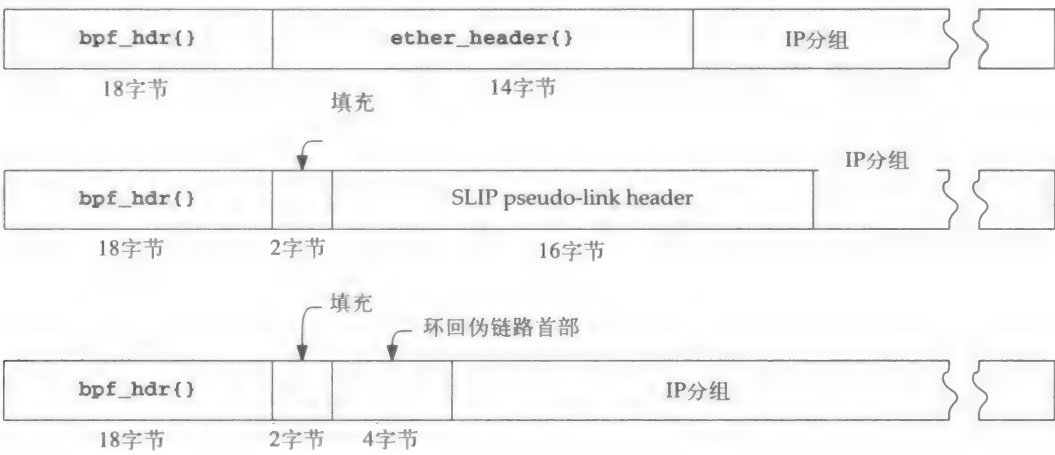 bpf_hdr{} ether_header{} IP分组
18字节 14字节
填充
IP分组
bpf_hdr{} SLIP pseudo-link header
18字节 2字节 16字节
填充
环回伪链路首部
bpf_hdr{} IP分组
18字节 2字节 4字节